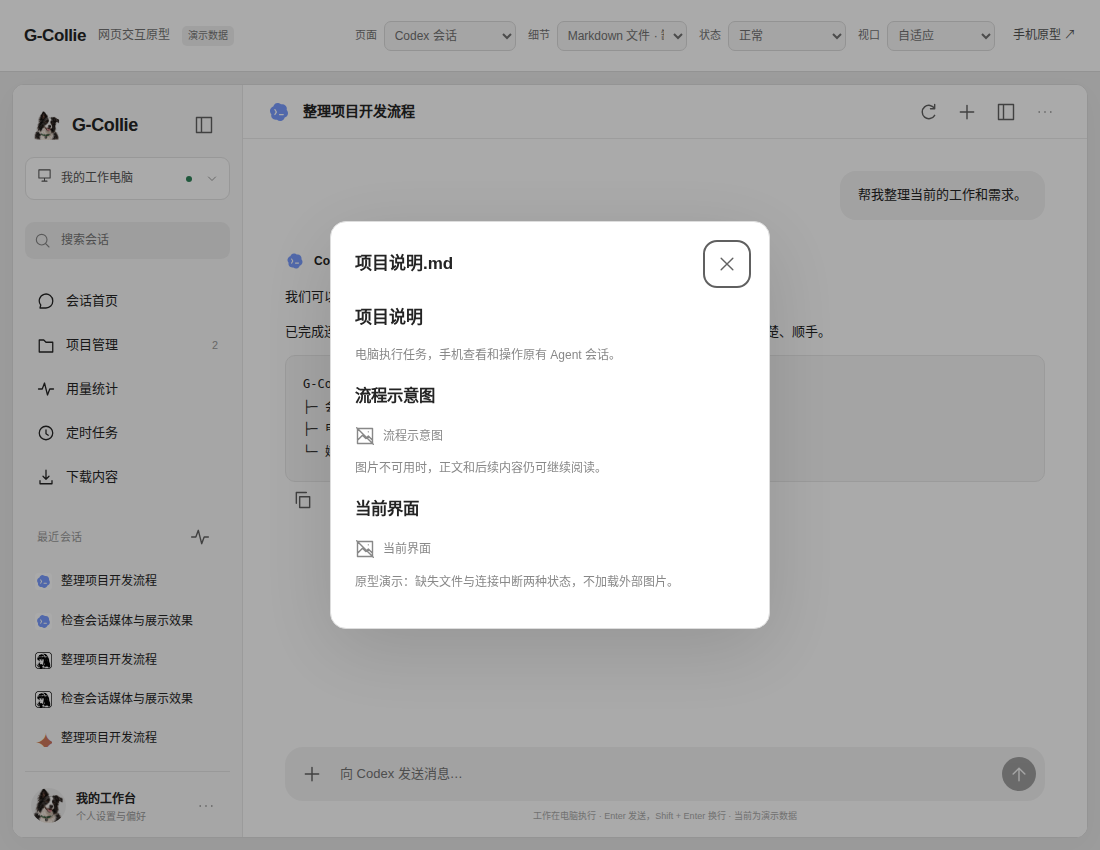 G-Collie 网页交互原型 演示数据 页面 Codex 会话 细节 Markdown 文件 · 状态 正常 视口 自适应 手机原型 ↗
G-Collie
我的工作电脑
搜索会话
会话首页
项目管理 2
用量统计
定时任务
下载内容
最近会话
整理项目开发流程
检查会话媒体与展示效果
整理项目开发流程
检查会话媒体与展示效果
整理项目开发流程
我的工作台
个人设置与偏好
整理项目开发流程
帮我整理当前的工作和需求。
Co
我们可
已完成 楚、顺手。
G-Co
├─
├─
└─
项目说明.md
项目说明
电脑执行任务，手机查看和操作原有 Agent 会话。
流程示意图
流程示意图
图片不可用时，正文和后续内容仍可继续阅读。
当前界面
当前界面
原型演示：缺失文件与连接中断两种状态，不加载外部图片。
向 Codex 发送消息…
工作在电脑执行 · Enter 发送，Shift + Enter 换行 · 当前为演示数据